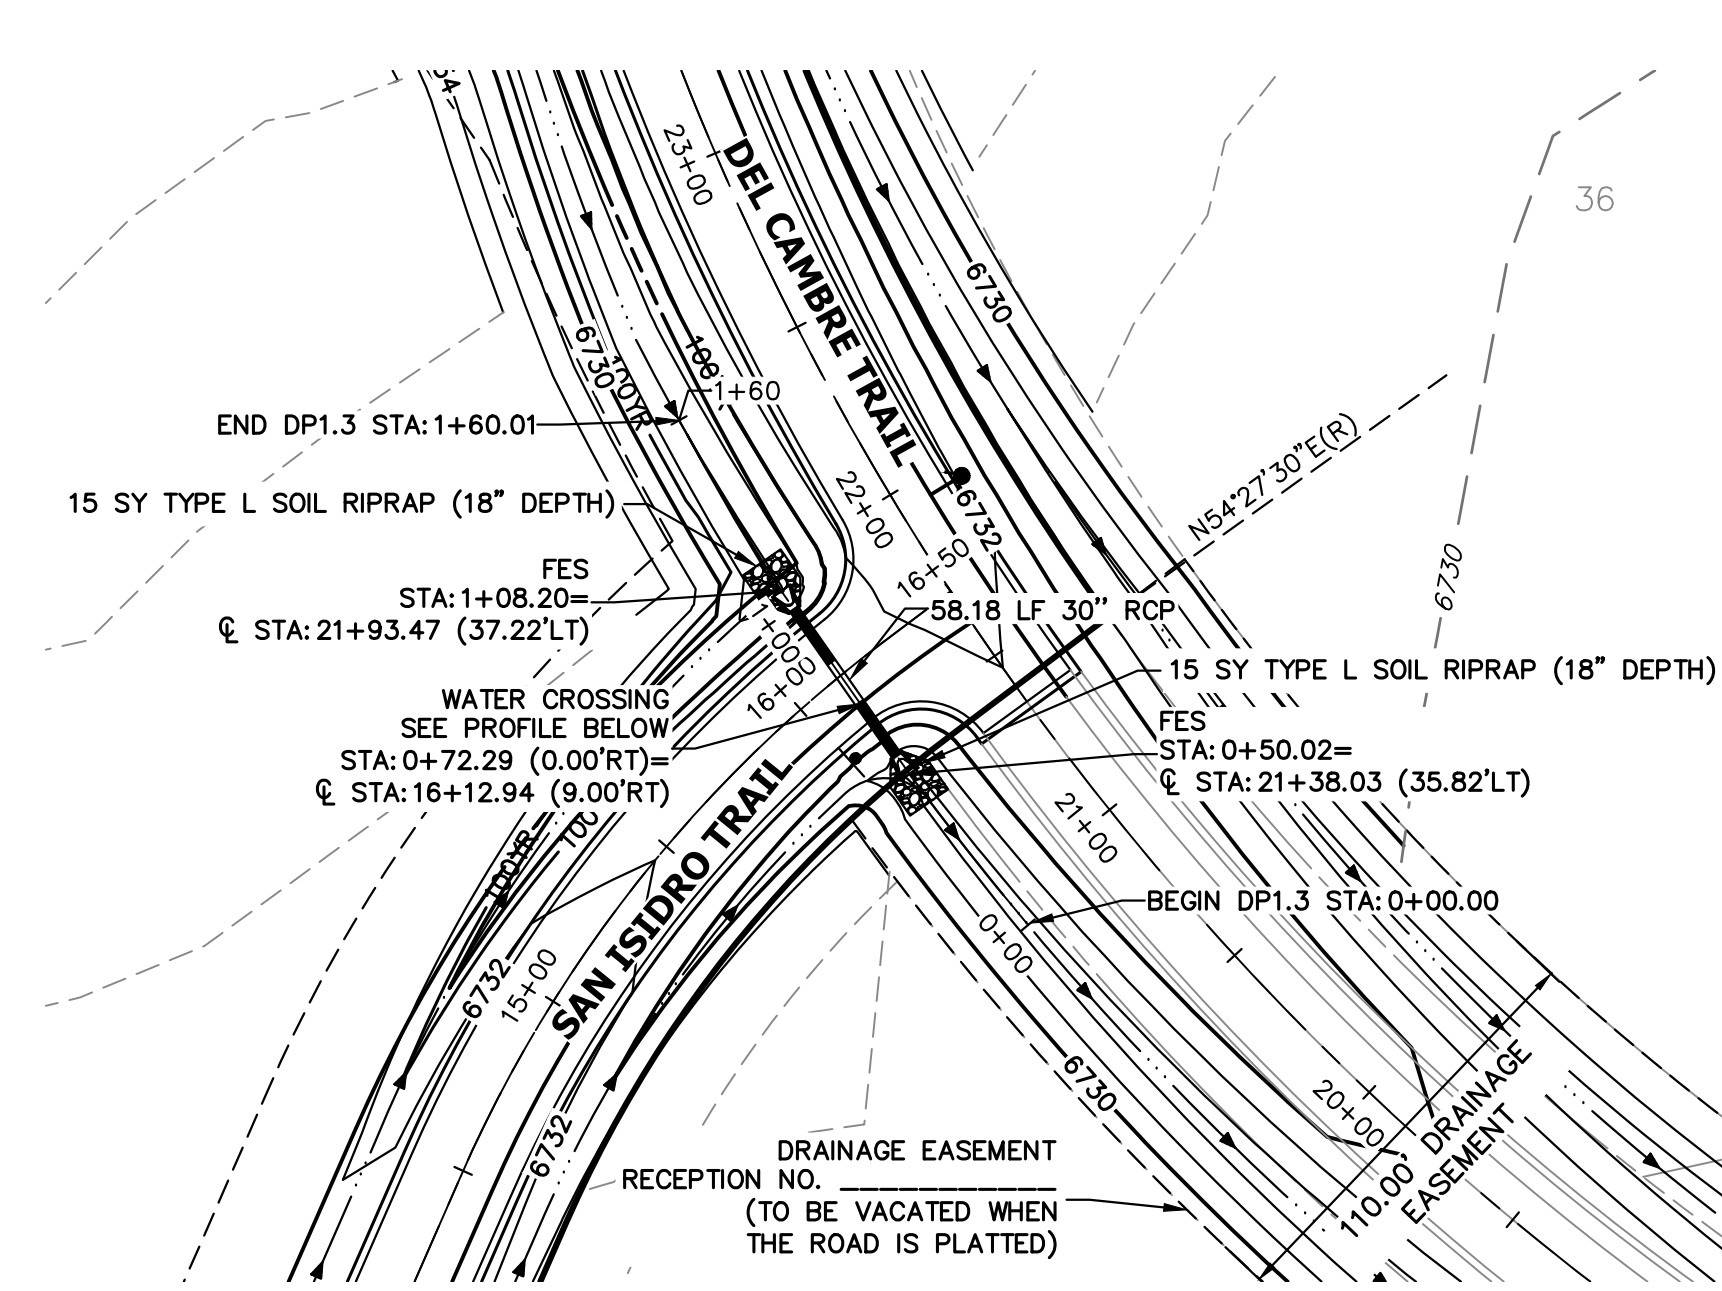 54
23+00
DEL CAMBRE TRAIL
36
6730
6730
100YR
100
1+60
END DP1.3 STA:1+60.01
N54°27'30"E(R)
15 SY TYPE L SOIL RIPRAP (18" DEPTH)
22+00
6732
16+50
6730
FES
STA:1+08.20=
℄ STA:21+93.47 (37.22'LT)
58.18 LF 30" RCP
1+00
16+00
15 SY TYPE L SOIL RIPRAP (18" DEPTH)
WATER CROSSING
SEE PROFILE BELOW
STA:0+72.29 (0.00'RT)=
℄ STA:16+12.94 (9.00'RT)
FES
STA:0+50.02=
℄ STA:21+38.03 (35.82'LT)
100YR
100
21+00
SAN ISIDRO TRAIL
BEGIN DP1.3 STA:0+00.00
0+00
6732
15+00
6730
20+00
6732
110.00' DRAINAGE
EASEMENT
DRAINAGE EASEMENT
RECEPTION NO. ___________
(TO BE VACATED WHEN
THE ROAD IS PLATTED)